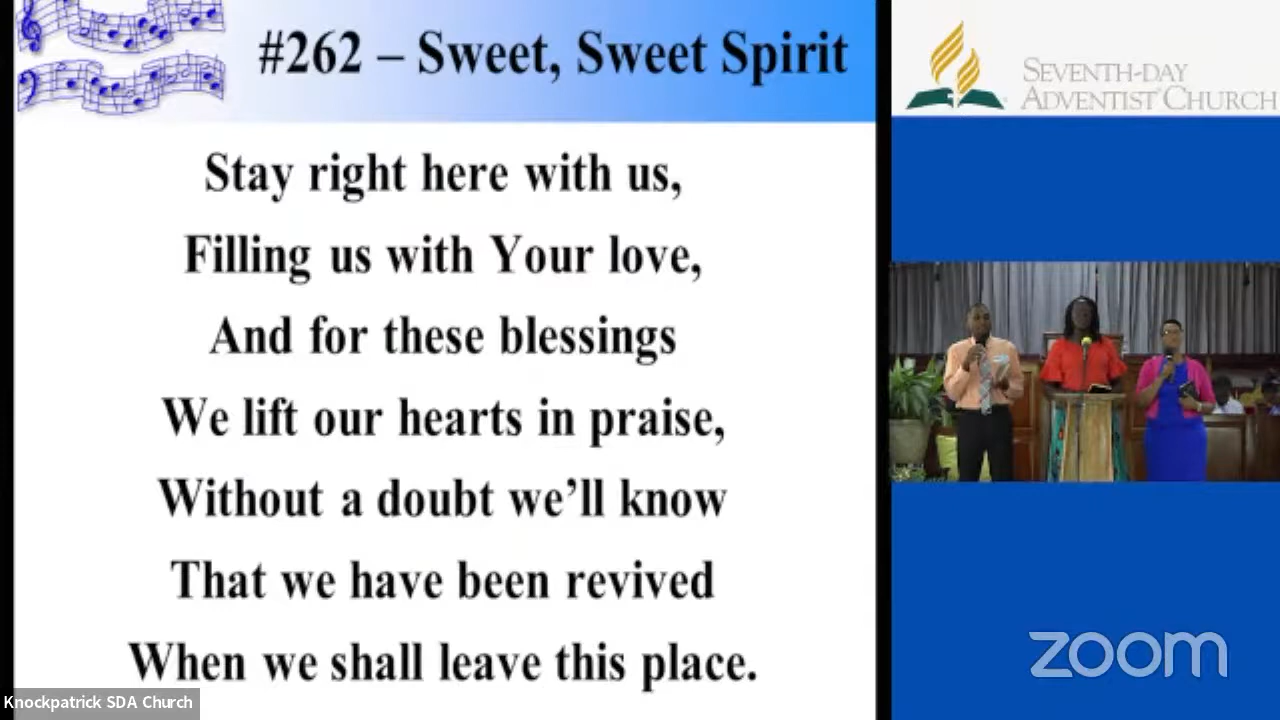 #262 – Sweet, Sweet Spirit
Stay right here with us,
Filling us with Your love,
And for these blessings
We lift our hearts in praise,
Without a doubt we’ll know
That we have been revived
When we shall leave this place.
SEVENTH-DAY
ADVENTIST CHURCH
zoom
Knockpatrick SDA Church